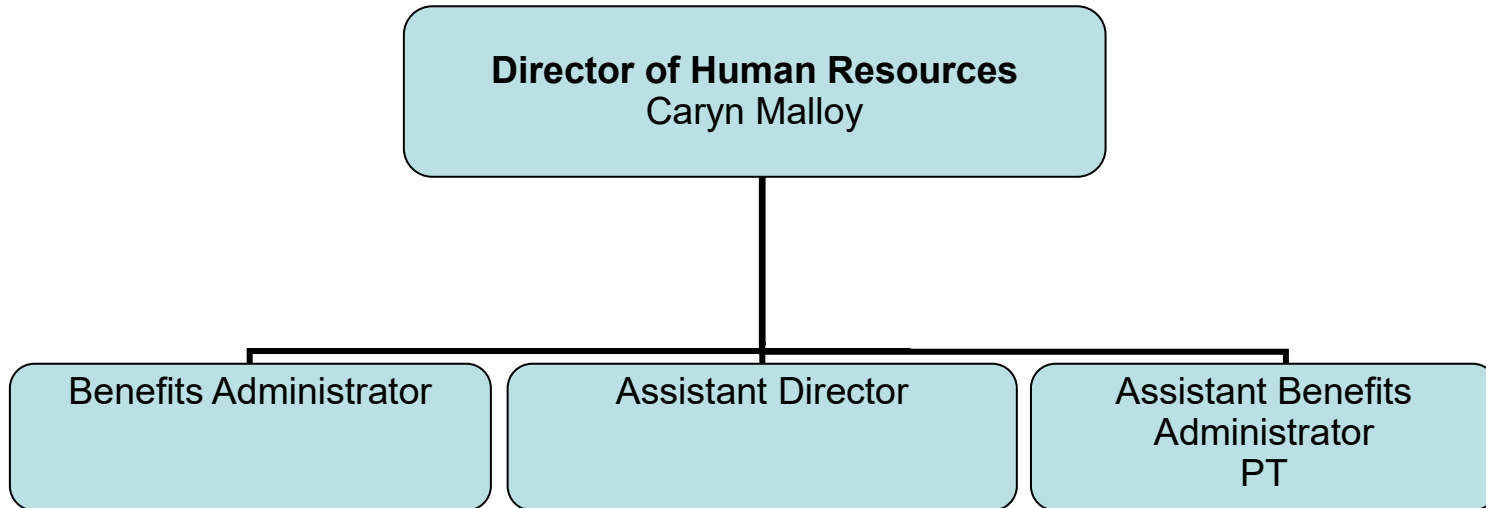 Director of Human Resources
Caryn Malloy
Benefits Administrator
Assistant Director
Assistant Benefits
Administrator
PT